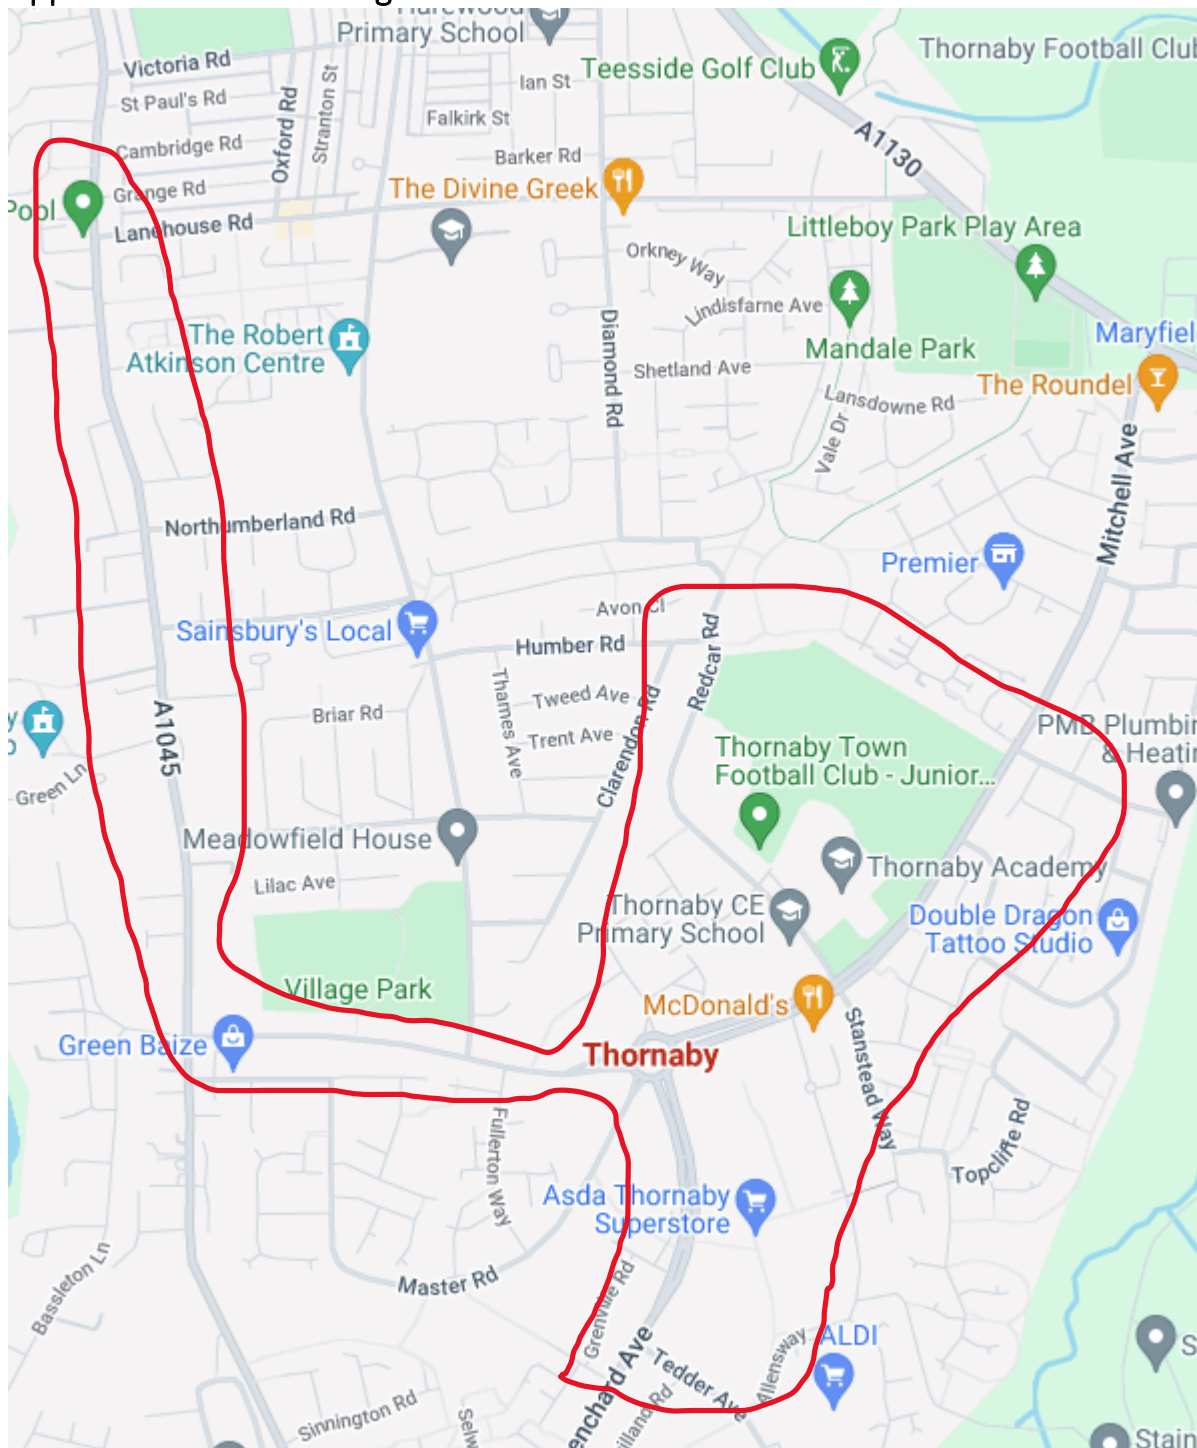 Primary School
Victoria Rd
St Paul's Rd
Cambridge Rd
Grange Rd
Pool
Lanehouse Rd
Oxford Rd
Stranton St
Ian St
Falkirk St
Barker Rd
The Divine Greek
Teesside Golf Club
Thornaby Football Club
A1130
Littleboy Park Play Area
Orkney Way
Lindisfarne Ave
Mandale Park
Shetland Ave
Diamond Rd
Lansdowne Rd
Vale Dr
The Roundel
Mitchell Ave
The Robert
Atkinson Centre
Northumberland Rd
Premier
Sainsbury's Local
Avon Cl
Humber Rd
Redcar Rd
Thames Ave
Tweed Ave
Trent Ave
Clarendon Rd
Briar Rd
A1045
Green Ln
Thornaby Town
Football Club - Junior...
PMB
& 
Meadowfield House
Lilac Ave
Thornaby Academy
Thornaby CE
Primary School
Double Dragon
Tattoo Studio
Village Park
McDonald's
Green Baize
Thornaby
Stanstead Way
Fullerton Way
Topcliffe Rd
Asda Thornaby
Superstore
Master Rd
Bassleton Ln
Grenville Rd
ALDI
Allensway
Tedder Ave
Sinnington Rd